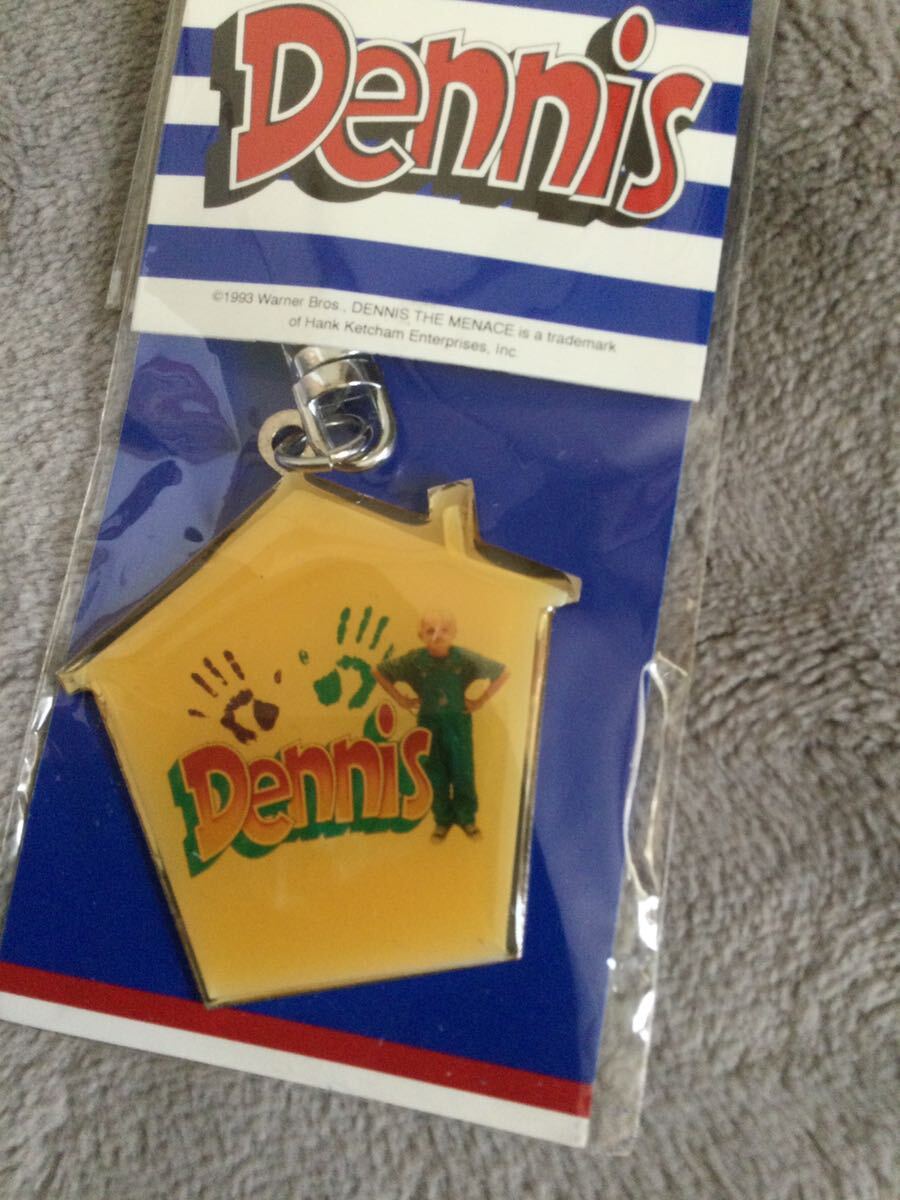 Dennis
©1993 Warner Bros., DENNIS THE MENACE is a trademark
of Hank Ketcham Enterprises, Inc.
Dennis